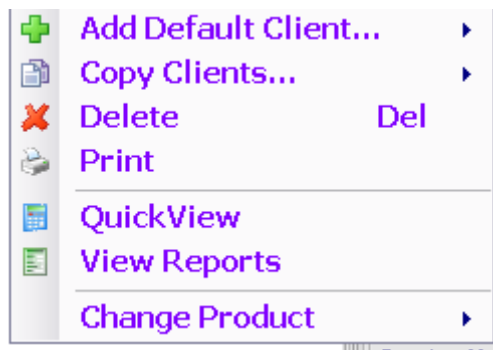 Add Default Client...
Copy Clients...
Delete Del
Print
QuickView
View Reports
Change Product